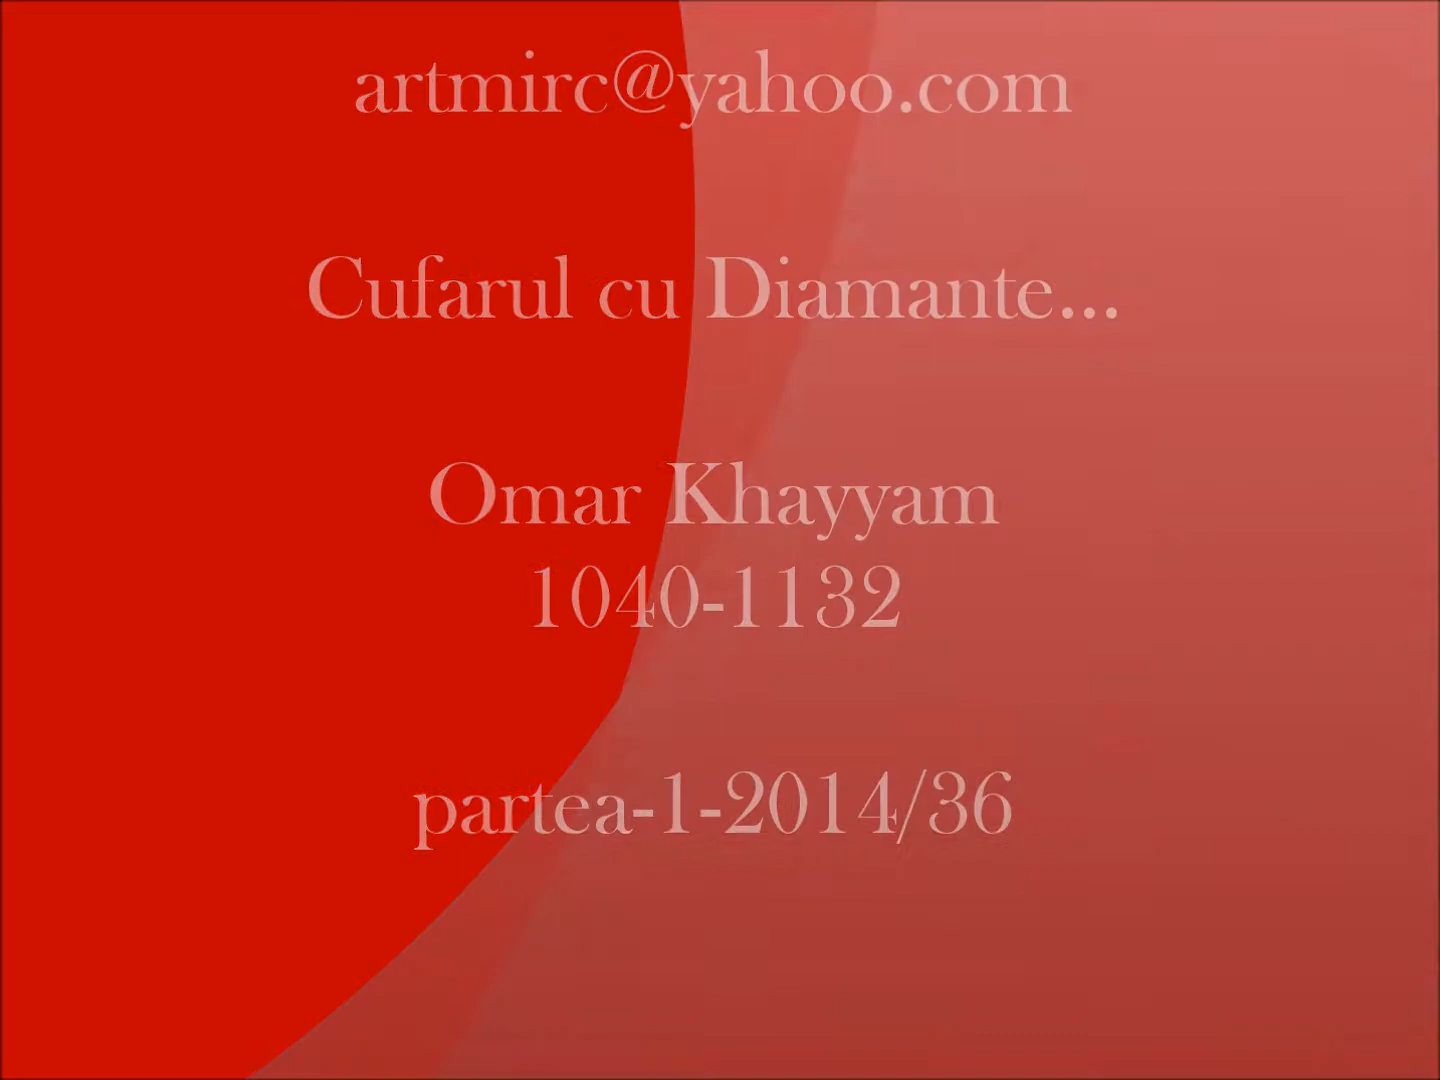 artmirc@yahoo.com
Cufarul cu Diamante...
Omar Khayyam
1040-1132
partea-1-2014/36